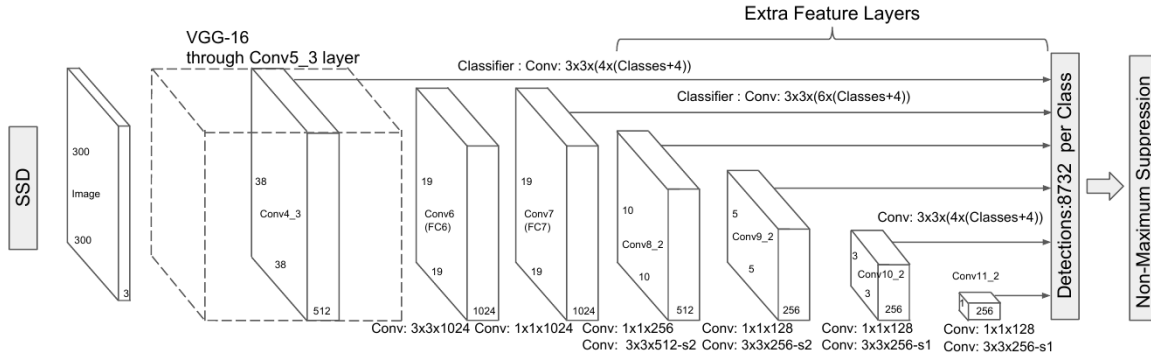 Extra Feature Layers
VGG-16
through Conv5_3 layer
Classifier : Conv: 3x3x(4x(Classes+4))
Classifier : Conv: 3x3x(6x(Classes+4))
SSD
300
Image
300
3
38
Conv4_3
38
512
19
Conv6
(FC6)
19
1024
19
Conv7
(FC7)
19
1024
10
Conv8_2
10
512
5
Conv9_2
5
256
Conv: 3x3x(4x(Classes+4))
3
Conv10_2
3
256
Conv11_2
1
256
Detections:8732 per Class
Non-Maximum Suppression
Conv: 3x3x1024
Conv: 1x1x1024
Conv: 1x1x256
Conv: 3x3x512-s2
Conv: 1x1x128
Conv: 3x3x256-s2
Conv: 1x1x128
Conv: 3x3x256-s1
Conv: 1x1x128
Conv: 3x3x256-s1